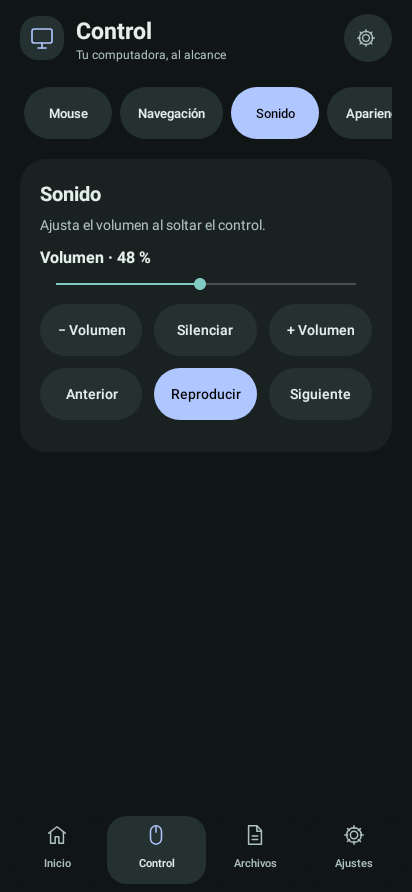 Control
Tu computadora, al alcance
Mouse
Navegación
Sonido
Aparien
Sonido
Ajusta el volumen al soltar el control.
Volumen · 48 %
− Volumen
Silenciar
+ Volumen
Anterior
Reproducir
Siguiente
Inicio
Control
Archivos
Ajustes